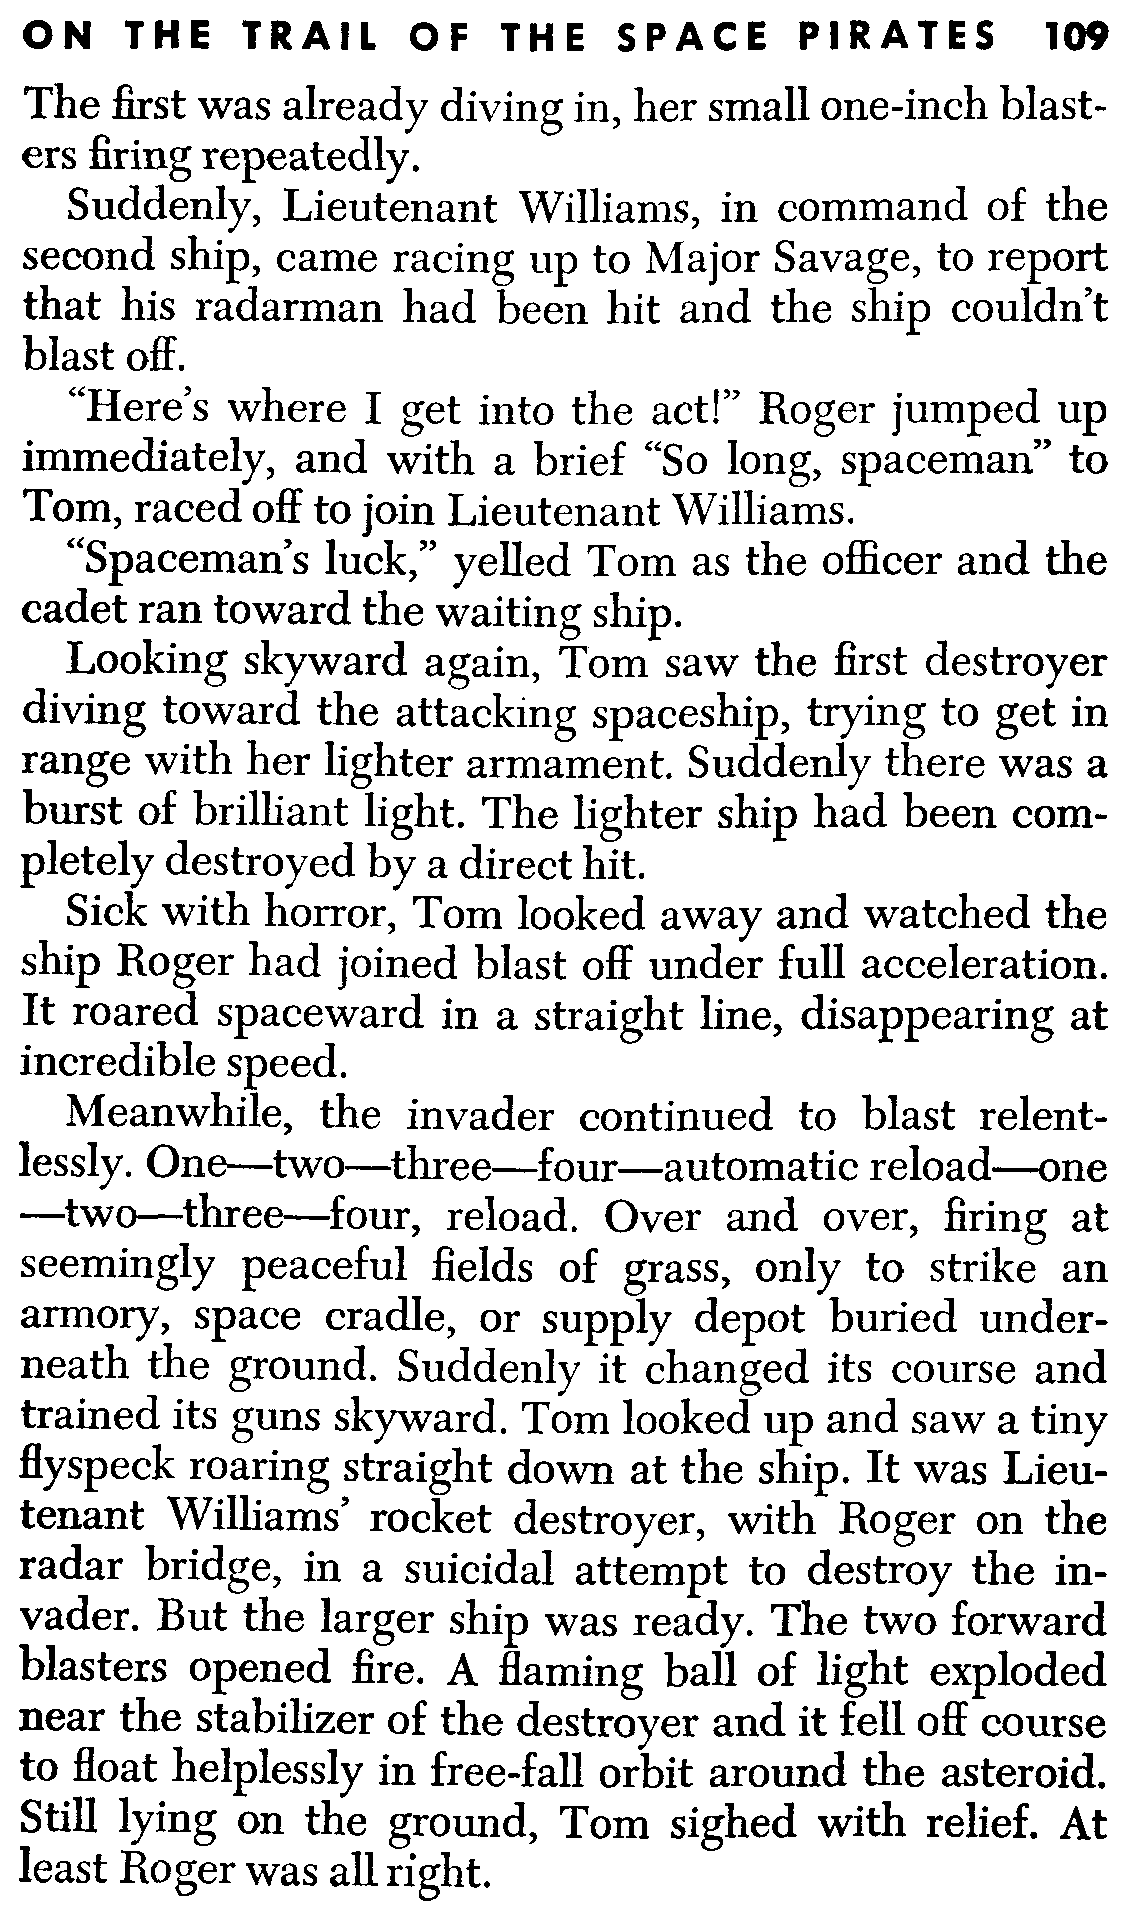 ON THE TRAIL OF THE SPACE PIRATES 109
The first was already diving in, her small one-inch blast-
ers firing repeatedly.
Suddenly, Lieutenant Williams, in command of the
second ship, came racing up to Major Savage, to report
that his radarman had been hit and the ship couldn't
blast off.
“Here's where I get into the act!” Roger jumped up
immediately, and with a brief “So long, spaceman” to
Tom, raced off to join Lieutenant Williams.
“Spaceman's luck,” yelled Tom as the officer and the
cadet ran toward the waiting ship.
Looking skyward again, Tom saw the first destroyer
diving toward the attacking spaceship, trying to get in
range with her lighter armament. Suddenly there was a
burst of brilliant light. The lighter ship had been com-
pletely destroyed by a direct hit.
Sick with horror, Tom looked away and watched the
ship Roger had joined blast off under full acceleration.
It roared spaceward in a straight line, disappearing at
incredible speed.
Meanwhile, the invader continued to blast relent-
lessly. One—two—three—four—automatic reload—one
—two—three—four, reload. Over and over, firing at
seemingly peaceful fields of grass, only to strike an
armory, space cradle, or supply depot buried under-
neath the ground. Suddenly it changed its course and
trained its guns skyward. Tom looked up and saw a tiny
flyspeck roaring straight down at the ship. It was Lieu-
tenant Williams' rocket destroyer, with Roger on the
radar bridge, in a suicidal attempt to destroy the in-
vader. But the larger ship was ready. The two forward
blasters opened fire. A flaming ball of light exploded
near the stabilizer of the destroyer and it fell off course
to float helplessly in free-fall orbit around the asteroid.
Still lying on the ground, Tom sighed with relief. At
least Roger was all right.